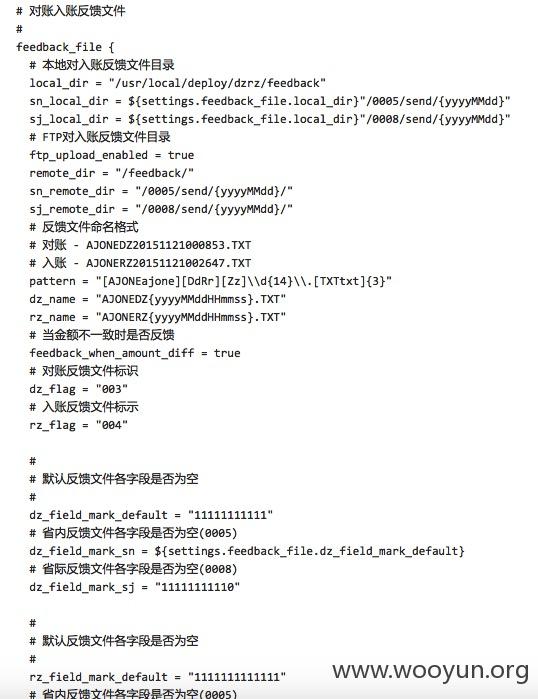 # 对账入账反馈文件
#
feedback_file {
# 本地对入账反馈文件目录
local_dir = "/usr/local/deploy/dzrz/feedback"
sn_local_dir = ${settings.feedback_file.local_dir}"/0005/send/{yyyyMMdd}"
sj_local_dir = ${settings.feedback_file.local_dir}"/0008/send/{yyyyMMdd}"
# FTP对入账反馈文件目录
ftp_upload_enabled = true
remote_dir = "/feedback/"
sn_remote_dir = "/0005/send/{yyyyMMdd}/"
sj_remote_dir = "/0008/send/{yyyyMMdd}/"
# 反馈文件命名格式
# 对账 - AJONEDZ20151121000853.TXT
# 入账 - AJONERZ20151121002647.TXT
pattern = "[AJONEajone][DdRr][Zz]\\d{14}\\.[TXTtxt]{3}"
dz_name = "AJONEDZ{yyyyMMddHHmmss}.TXT"
rz_name = "AJONERZ{yyyyMMddHHmmss}.TXT"
# 当金额不一致时是否反馈
feedback_when_amount_diff = true
# 对账反馈文件标识
dz_flag = "003"
# 入账反馈文件标示
rz_flag = "004"
#
# 默认反馈文件各字段是否为空
#
dz_field_mark_default = "11111111111"
# 省内反馈文件各字段是否为空(0005)
dz_field_mark_sn = ${settings.feedback_file.dz_field_mark_default}
# 省际反馈文件各字段是否为空(0008)
dz_field_mark_sj = "11111111110"
#
# 默认反馈文件各字段是否为空
#
rz_field_mark_default = "1111111111111"
# 省内反馈文件各字段是否为空(0005)
www.wooyun.org